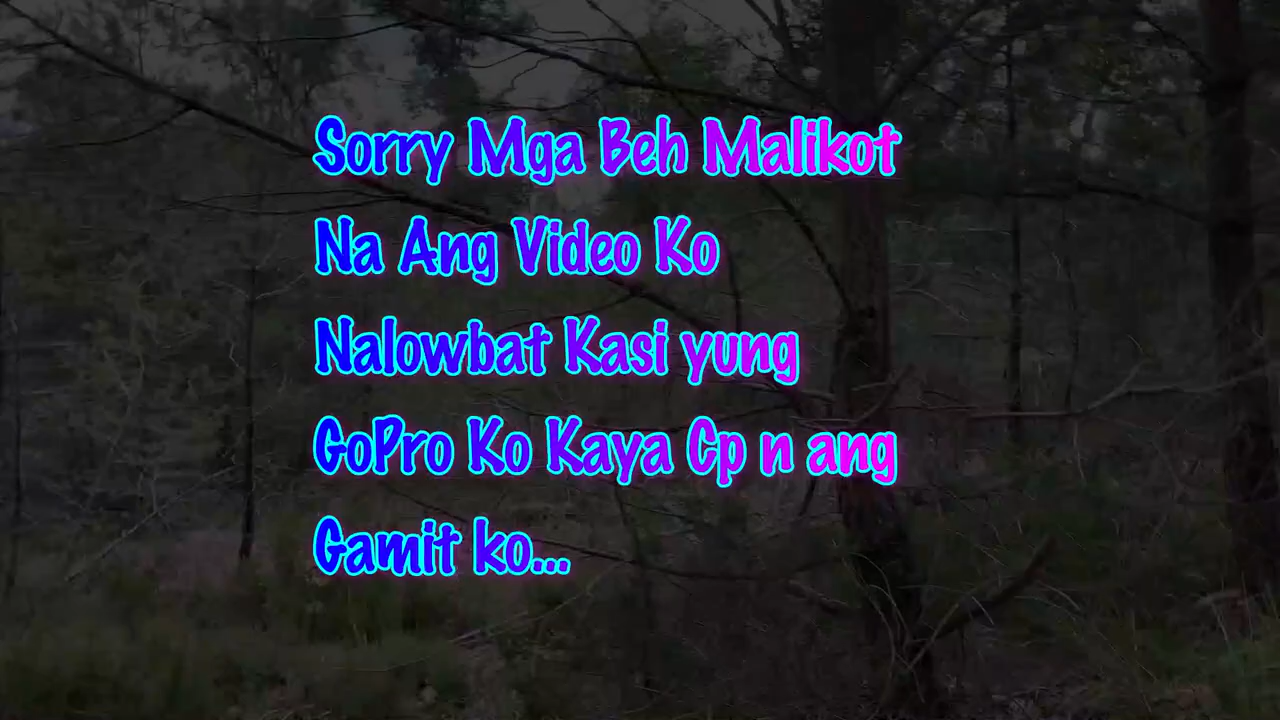 Sorry Mga Beh Malikot
Na Ang Video Ko
Nalowbat Kasi yung
GoPro Ko Kaya Cp n ang
Gamit ko...